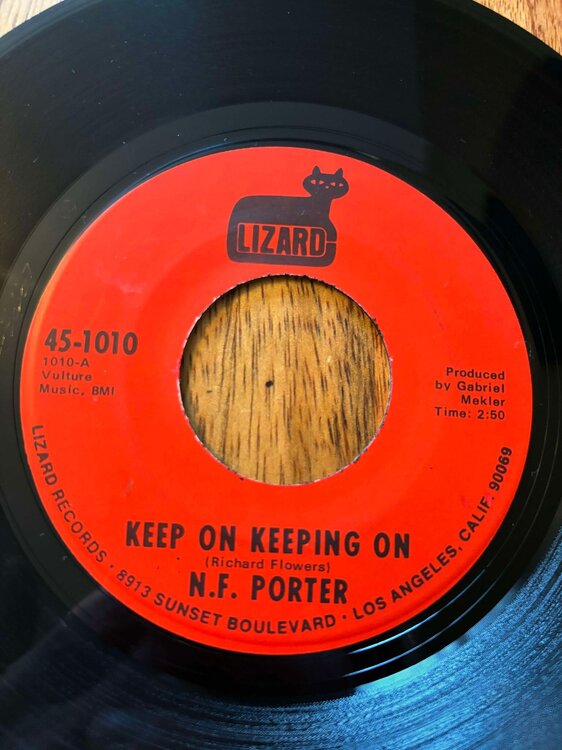 LIZARD
45-1010
1010-A
Vulture
Music, BMI
Produced
by Gabriel
Mekler
Time: 2:50
KEEP ON KEEPING ON
(Richard Flowers)
N.F. PORTER
LIZARD RECORDS · 8913 SUNSET BOULEVARD · LOS ANGELES, CALIF. 90069